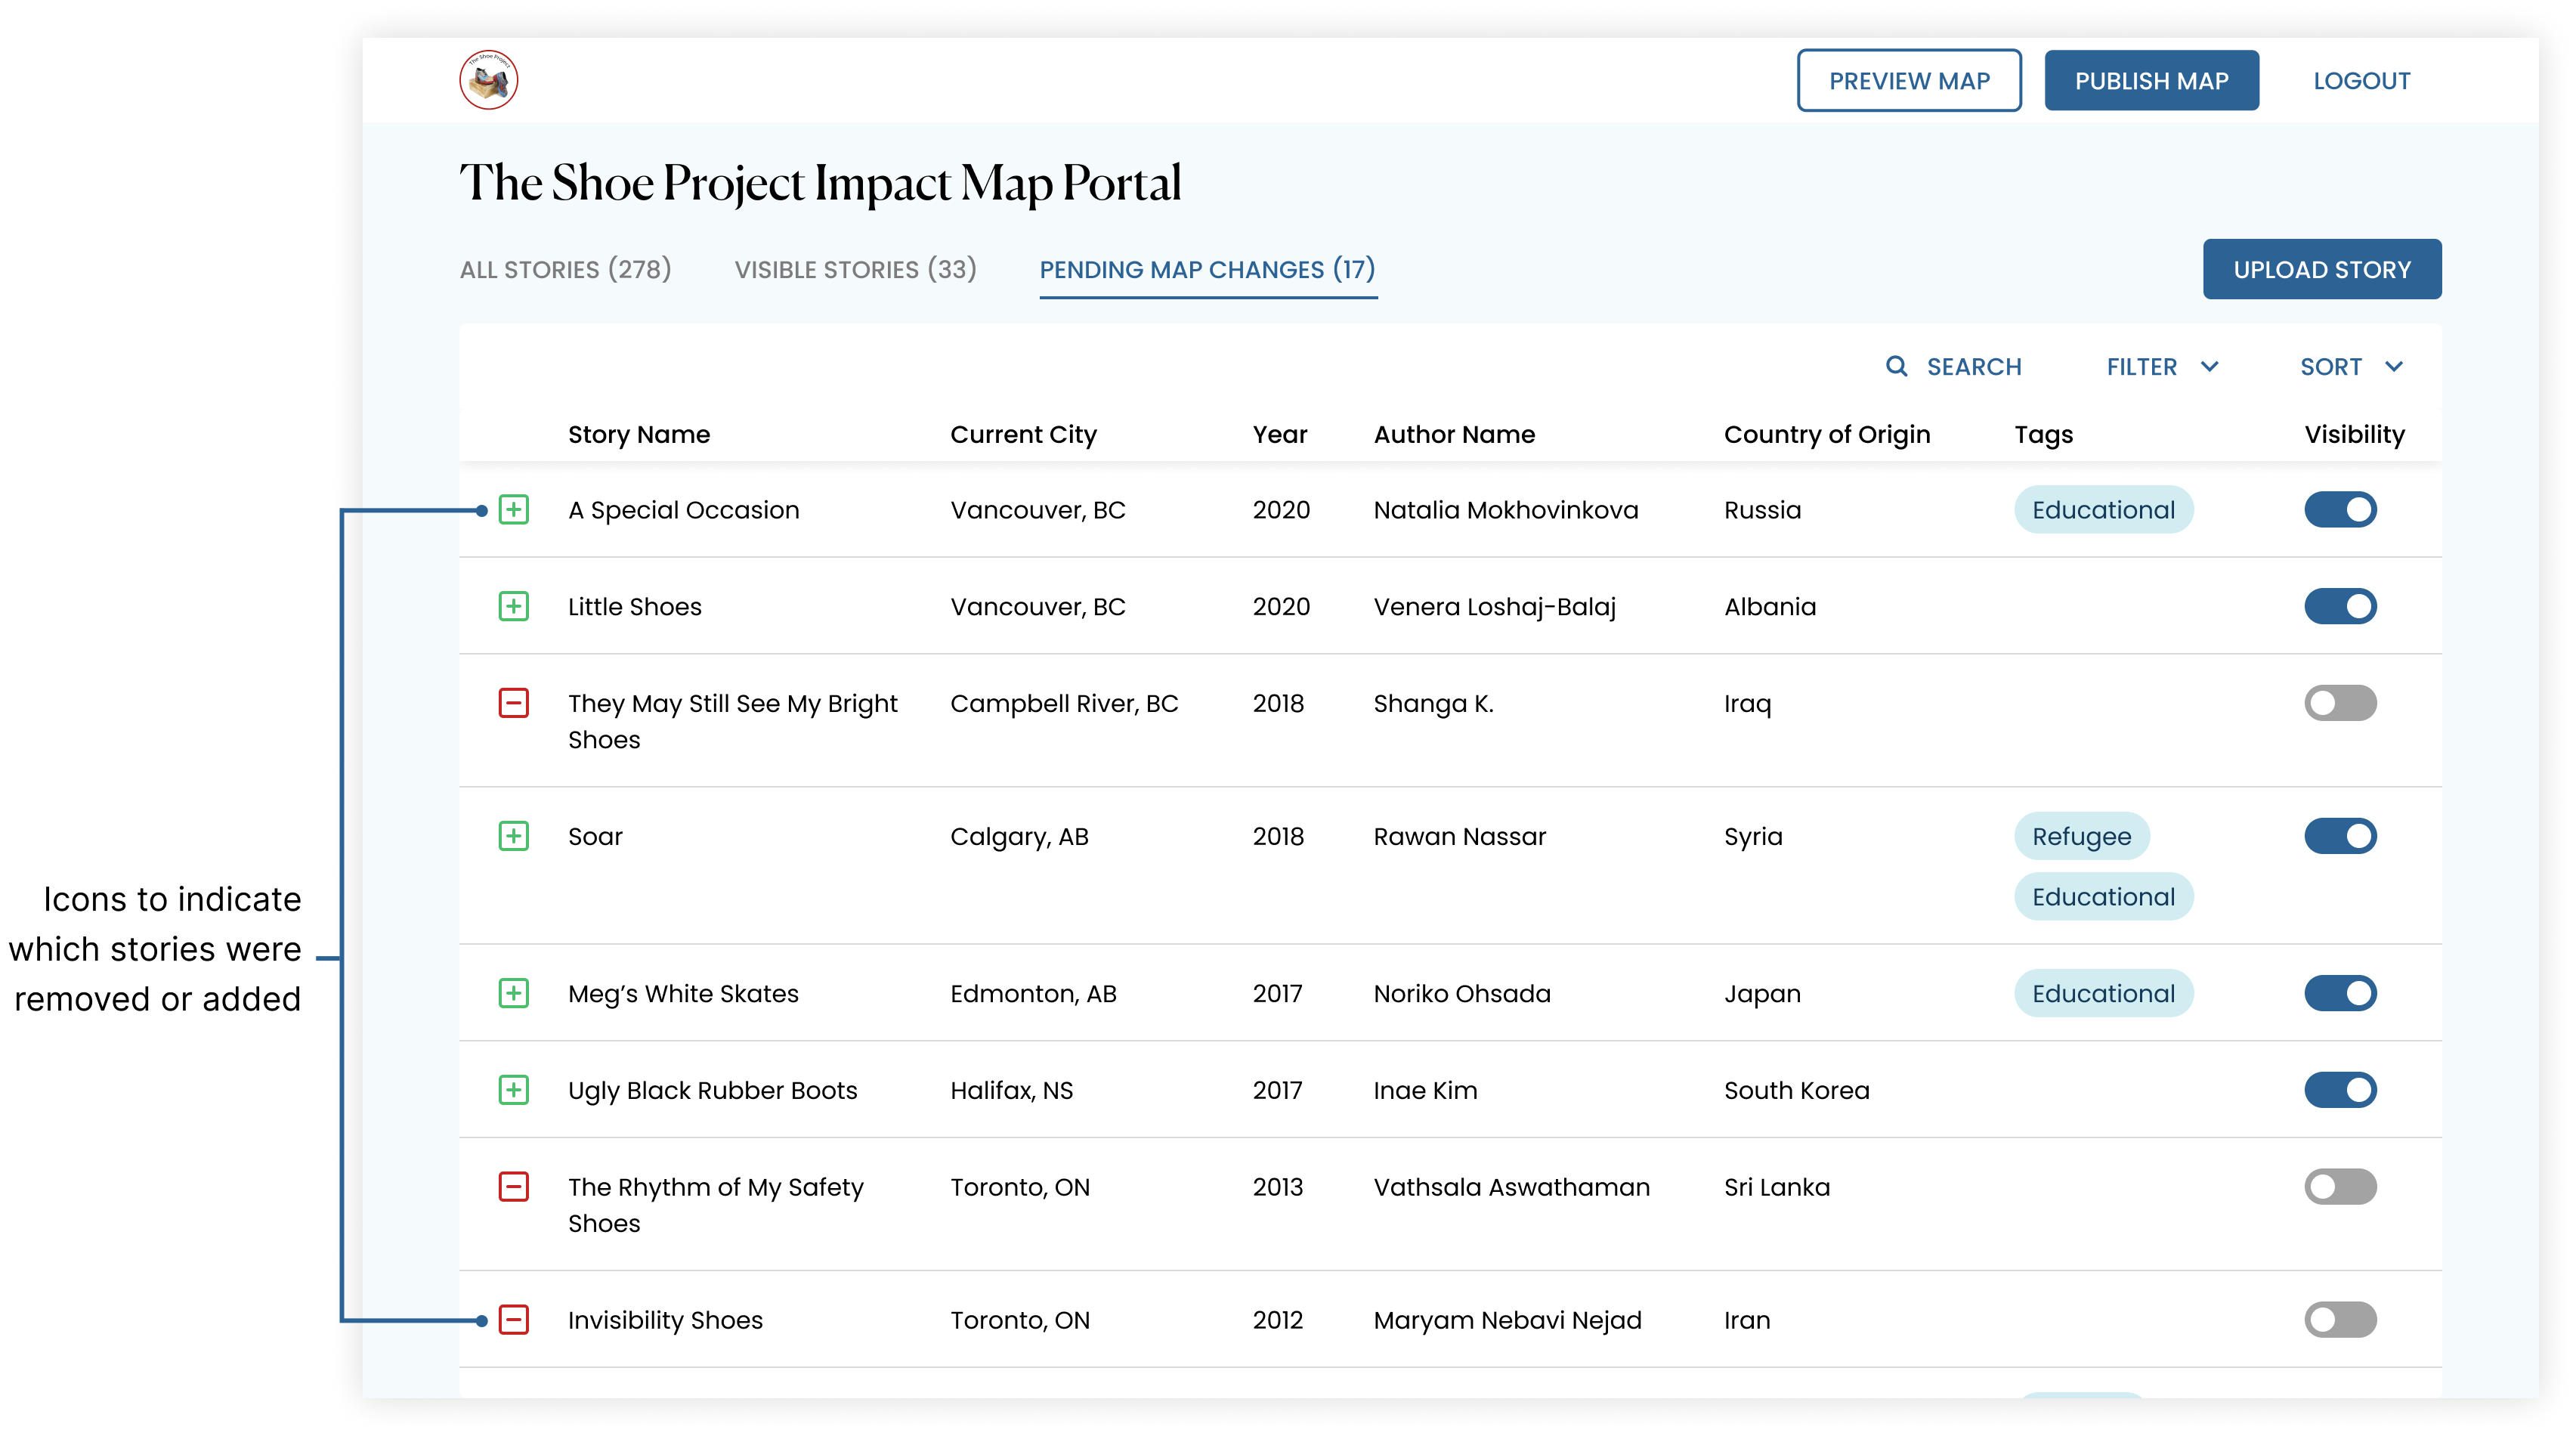 The Shoe Project
PREVIEW MAP
PUBLISH MAP
LOGOUT
The Shoe Project Impact Map Portal
ALL STORIES (278)
VISIBLE STORIES (33)
PENDING MAP CHANGES (17)
UPLOAD STORY
SEARCH
FILTER
SORT
Story Name Current City Year Author Name Country of Origin Tags Visibility
A Special Occasion Vancouver, BC 2020 Natalia Mokhovinkova Russia Educational
Little Shoes Vancouver, BC 2020 Venera Loshaj-Balaj Albania
They May Still See My Bright Campbell River, BC 2018 Shanga K. Iraq
Shoes
Soar Calgary, AB 2018 Rawan Nassar Syria Refugee
Educational
Meg’s White Skates Edmonton, AB 2017 Noriko Ohsada Japan Educational
Ugly Black Rubber Boots Halifax, NS 2017 Inae Kim South Korea
The Rhythm of My Safety Toronto, ON 2013 Vathsala Aswathaman Sri Lanka
Shoes
Invisibility Shoes Toronto, ON 2012 Maryam Nebavi Nejad Iran
Icons to indicate
which stories were
removed or added